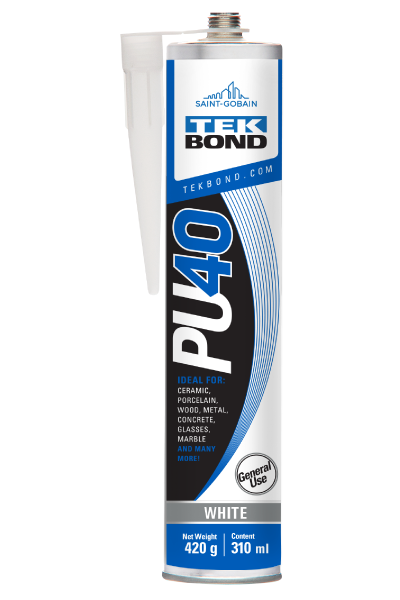 SAINT-GOBAIN
TEK
BOND
TEKBOND.COM
PU40
IDEAL FOR:
CERAMIC,
PORCELAIN,
WOOD, METAL,
CONCRETE,
GLASSES,
MARBLE
AND MANY
MORE!
General
Use
WHITE
Net Weight
420 g
Content
310 ml